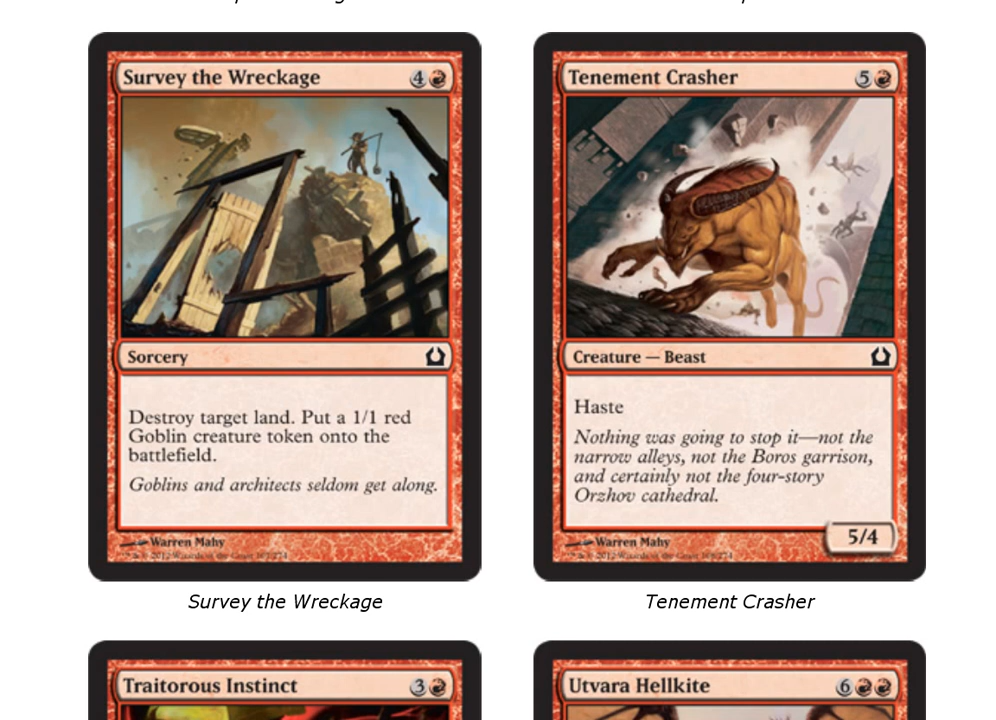 Survey the Wreckage 4
Sorcery
Destroy target land. Put a 1/1 red
Goblin creature token onto the
battlefield.
Goblins and architects seldom get along.
Warren Mahy
Survey the Wreckage
Tenement Crasher 5
Creature — Beast
Haste
Nothing was going to stop it—not the
narrow alleys, not the Boros garrison,
and certainly not the four-story
Orzhov cathedral.
5/4
Warren Mahy
Tenement Crasher
Traitorous Instinct 3
Utvara Hellkite 6